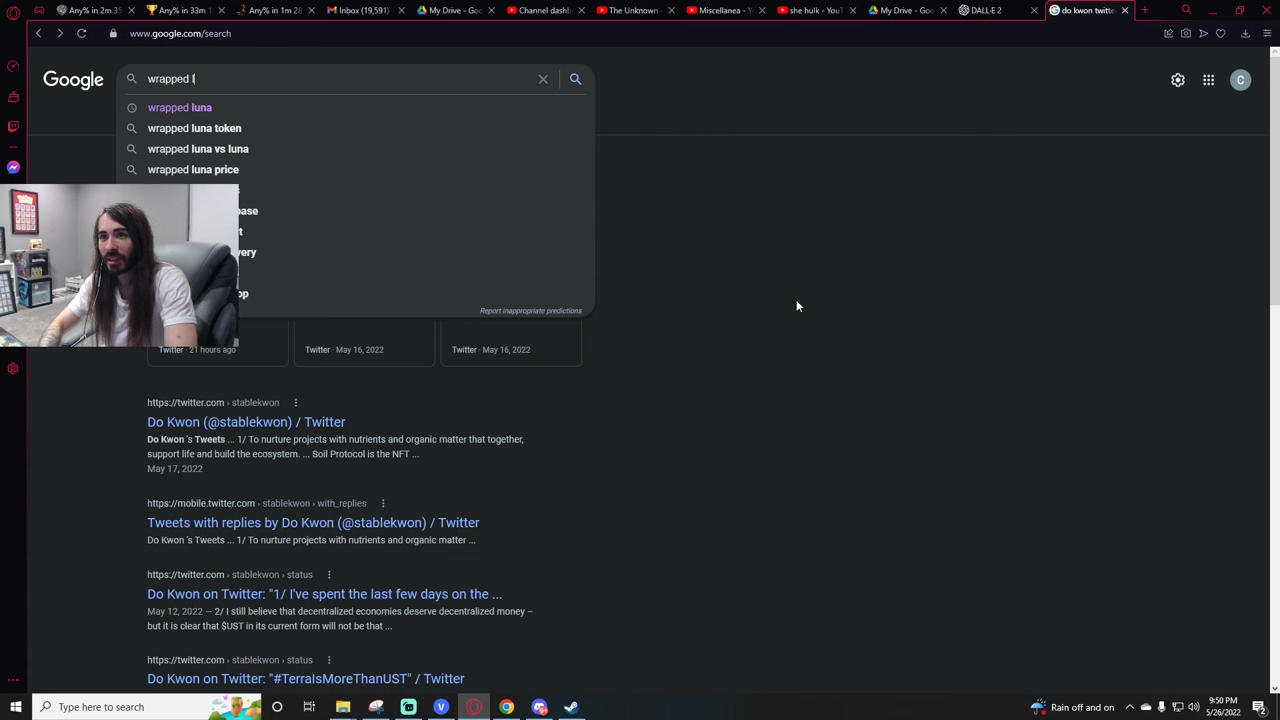 Any% in 2m 35
Any% in 33m 1
Any% in 1m 28
Inbox (19,591)
My Drive - Goo
Channel dashb
The Unknown -
Miscellanea - Y
she hulk - YouT
My Drive - Goo
DALL·E 2
do kwon twitte
www.google.com/search
Google
wrapped l
C
wrapped luna
wrapped luna token
wrapped luna vs luna
wrapped luna price
s
base
t
very
op
Report inappropriate predictions
Twitter · 21 hours ago
Twitter · May 16, 2022
Twitter · May 16, 2022
https://twitter.com › stablekwon
Do Kwon (@stablekwon) / Twitter
Do Kwon 's Tweets ... 1/ To nurture projects with nutrients and organic matter that together,
support life and build the ecosystem. ... Soil Protocol is the NFT ...
May 17, 2022
https://mobile.twitter.com › stablekwon › with_replies
Tweets with replies by Do Kwon (@stablekwon) / Twitter
Do Kwon's Tweets ... 1/ To nurture projects with nutrients and organic matter ...
https://twitter.com › stablekwon › status
Do Kwon on Twitter: "1/ I've spent the last few days on the ...
May 12, 2022 — 2/ I still believe that decentralized economies deserve decentralized money –
but it is clear that $UST in its current form will not be that ...
https://twitter.com › stablekwon › status
Do Kwon on Twitter: "#TerraIsMoreThanUST" / Twitter
Type here to search
Rain off and on
9:50 PM
5/26/2022
2